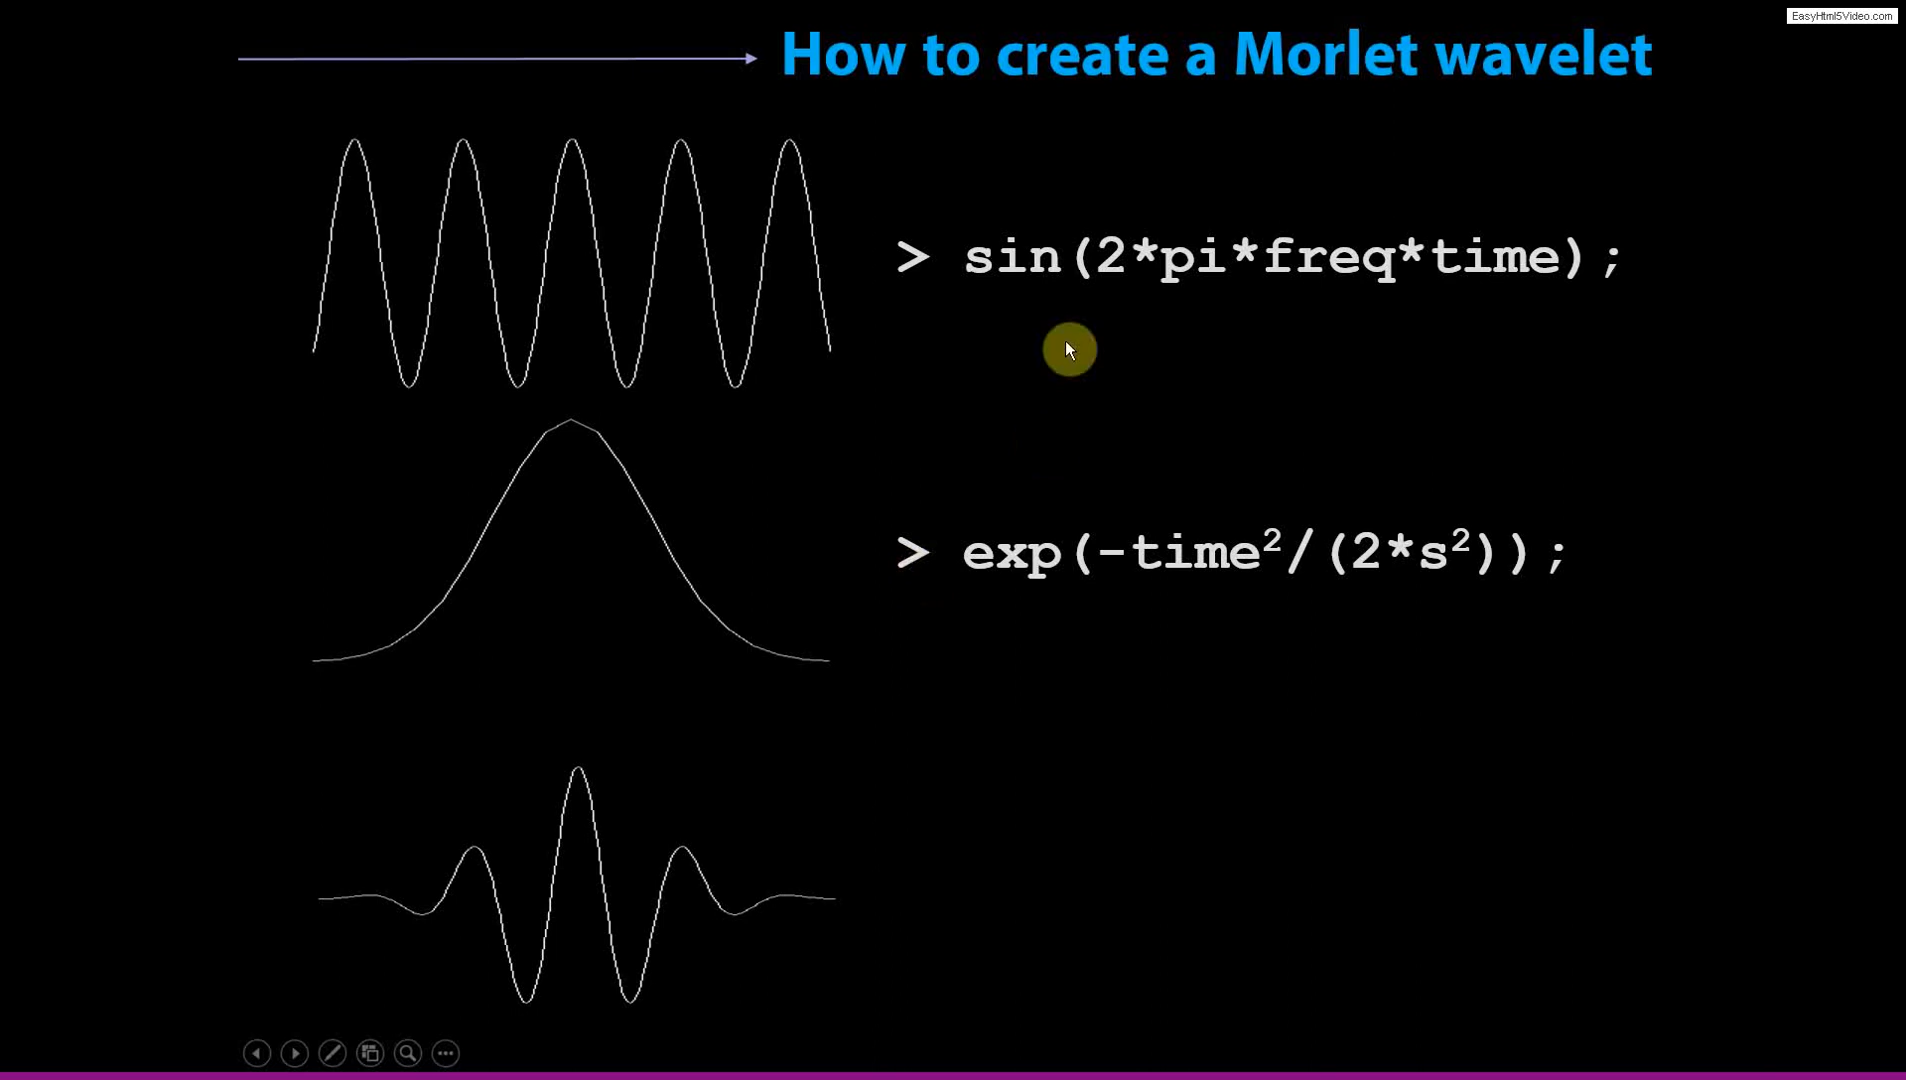 EasyHtml5Video.com
How to create a Morlet wavelet
> sin(2*pi*freq*time);
> exp(-time²/(2*s²));